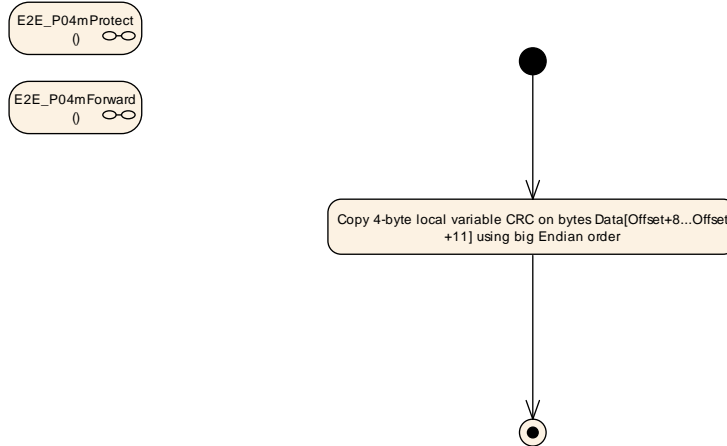 E2E_P04mProtect
()
E2E_P04mForward
()
Copy 4-byte local variable CRC on bytes Data[Offset+8...Offset
+11] using big Endian order